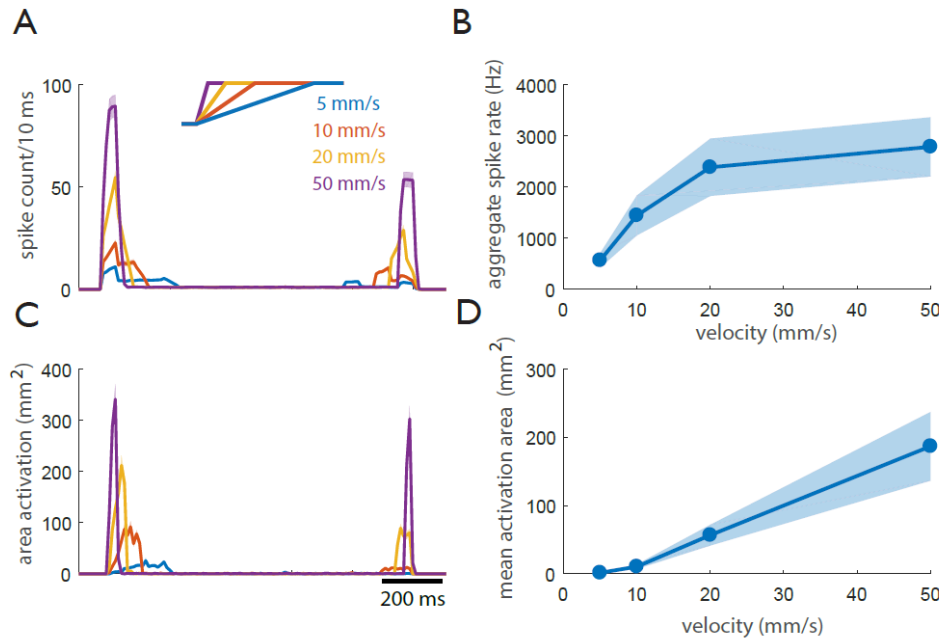 A
spike count/10 ms
100
50
0
5 mm/s
10 mm/s
20 mm/s
50 mm/s
B
aggregate spike rate (Hz)
4000
3000
2000
1000
0
0 10 20 30 40 50
velocity (mm/s)
C
area activation (mm²)
400
300
200
100
0
200 ms
D
mean activation area (mm²)
300
200
100
0
0 10 20 30 40 50
velocity (mm/s)